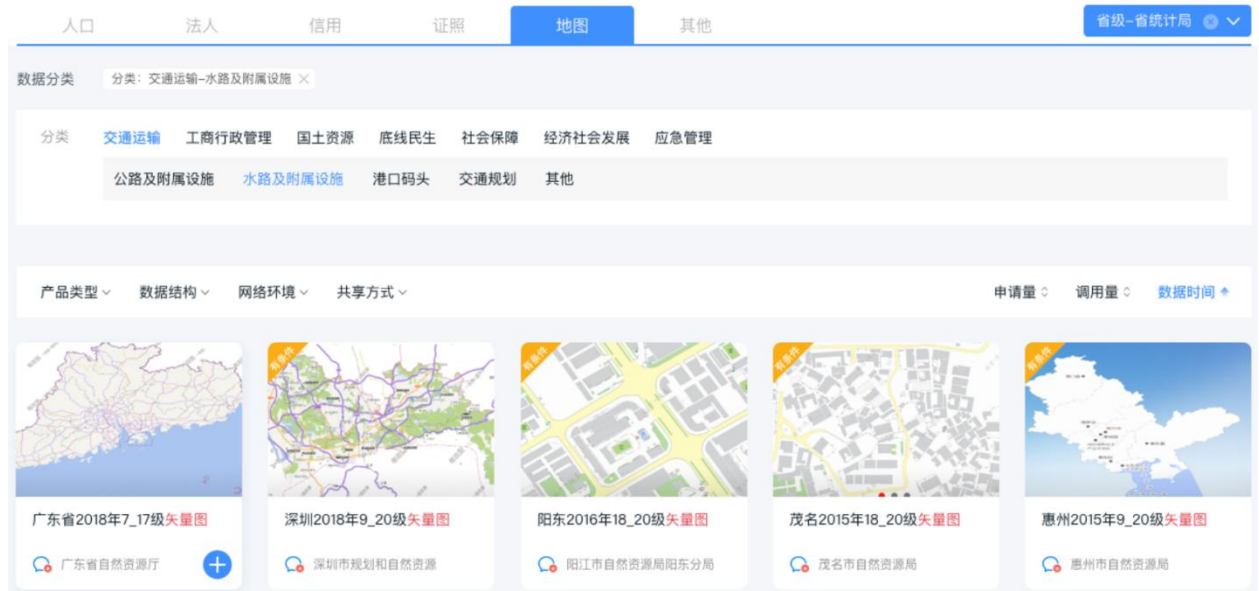 人口 法人 信用 证照 地图 其他 省级-省统计局
数据分类 分类：交通运输-水路及附属设施
分类 交通运输 工商行政管理 国土资源 底线民生 社会保障 经济社会发展 应急管理
公路及附属设施 水路及附属设施 港口码头 交通规划 其他
产品类型 数据结构 网络环境 共享方式 申请量 调用量 数据时间
有条件 有条件 有条件 有条件
广东省2018年7_17级矢量图 深圳2018年9_20级矢量图 阳东2016年18_20级矢量图 茂名2015年18_20级矢量图 惠州2015年9_20级矢量图
广东省自然资源厅 深圳市规划和自然资源 阳江市自然资源局阳东分局 茂名市自然资源局 惠州市自然资源局